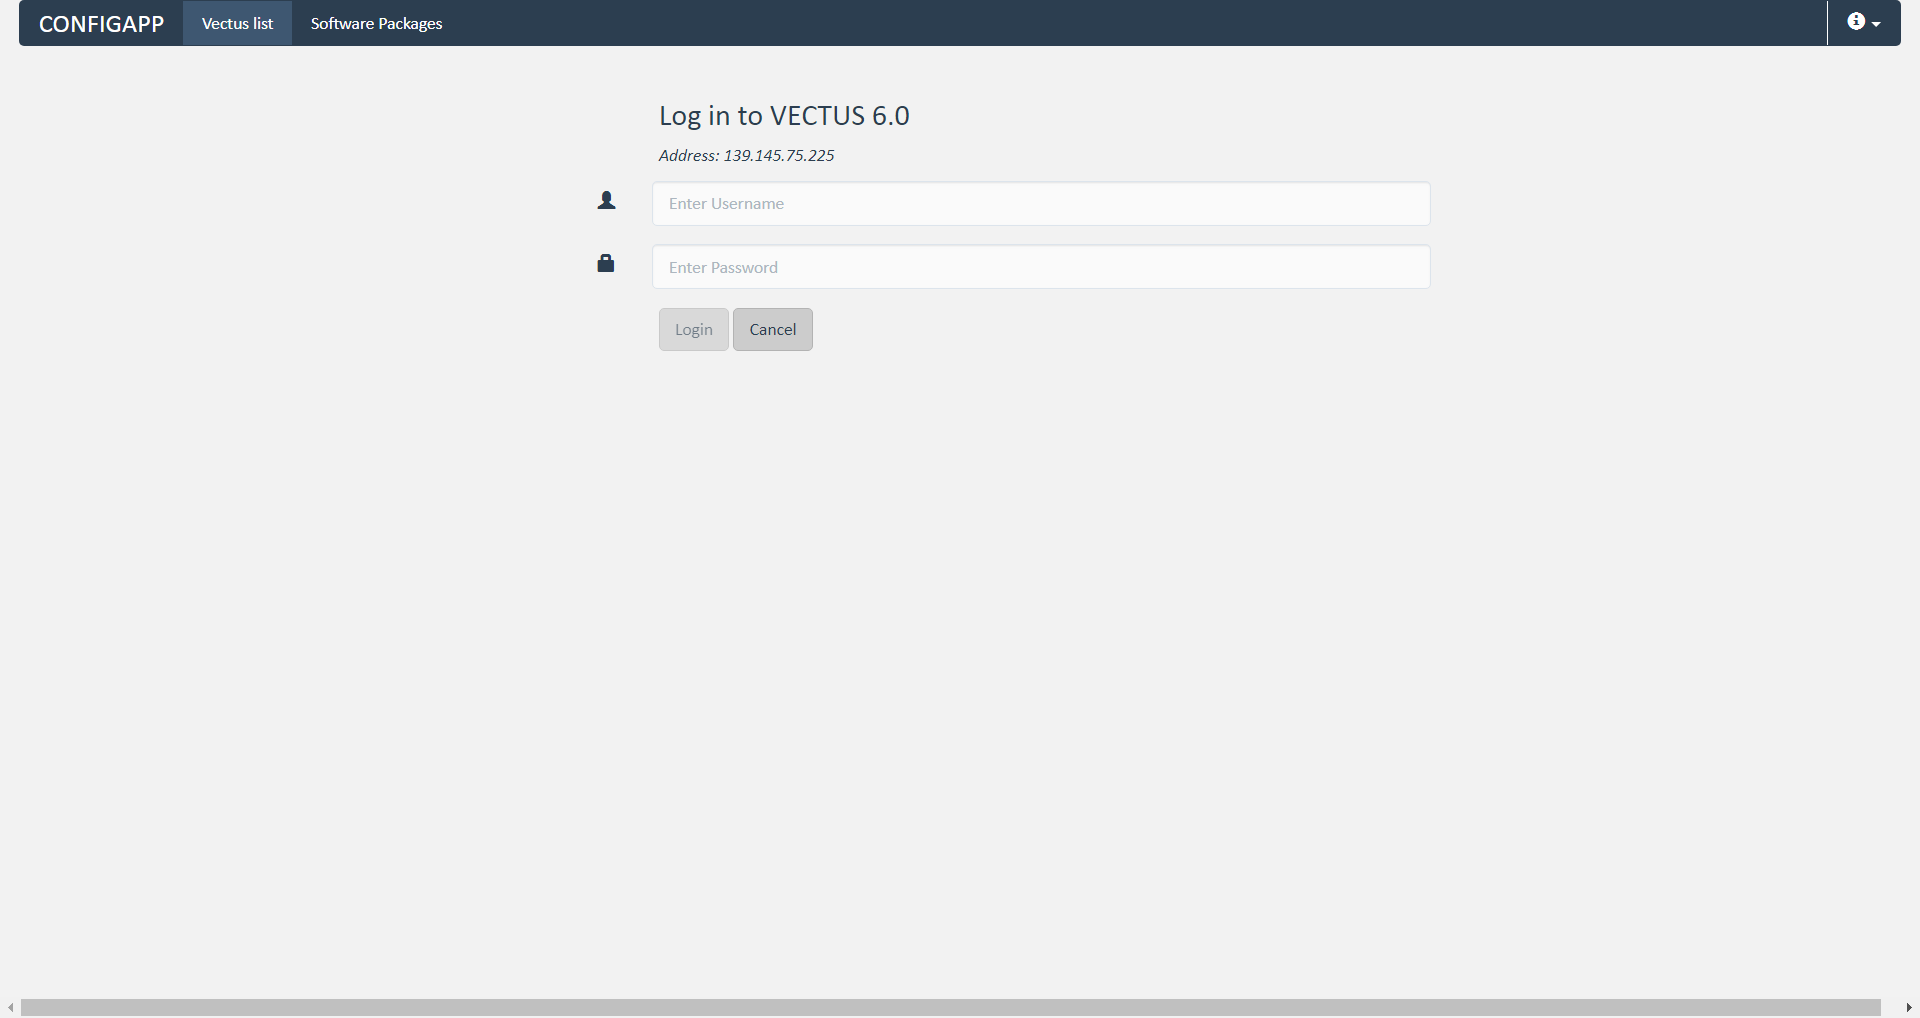 CONFIGAPP Vectus list Software Packages
Log in to VECTUS 6.0
Address: 139.145.75.225
Enter Username
Enter Password
Login Cancel